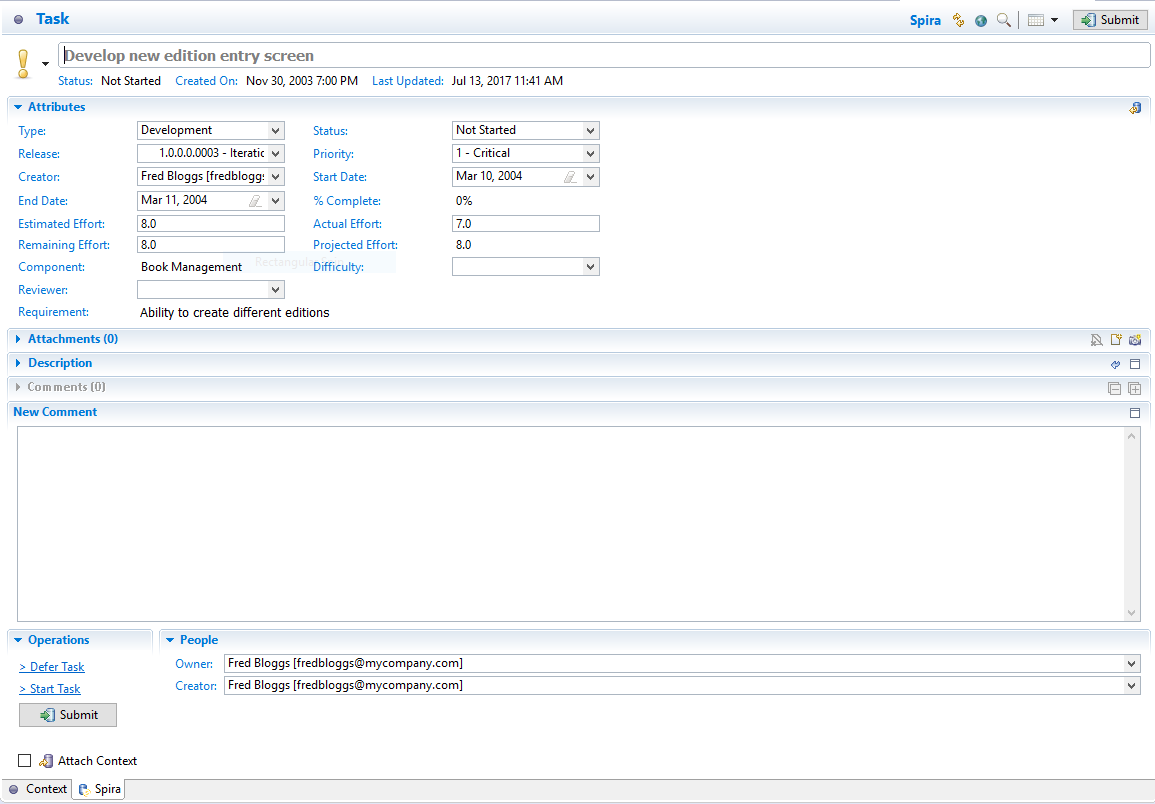 Task Spira Submit
Develop new edition entry screen
Status: Not Started Created On: Nov 30, 2003 7:00 PM Last Updated: Jul 13, 2017 11:41 AM
Attributes
Type: Development Status: Not Started
Release: 1.0.0.0.0003 - Iteratic Priority: 1 - Critical
Creator: Fred Bloggs [fredbloggs Start Date: Mar 10, 2004
End Date: Mar 11, 2004 % Complete: 0%
Estimated Effort: 8.0 Actual Effort: 7.0
Remaining Effort: 8.0 Projected Effort: 8.0
Component: Book Management Difficulty:
Reviewer:
Requirement: Ability to create different editions
Attachments (0)
Description
Comments (0)
New Comment
Operations People
> Defer Task Owner: Fred Bloggs [fredbloggs@mycompany.com]
> Start Task Creator: Fred Bloggs [fredbloggs@mycompany.com]
Submit
Attach Context
Context Spira